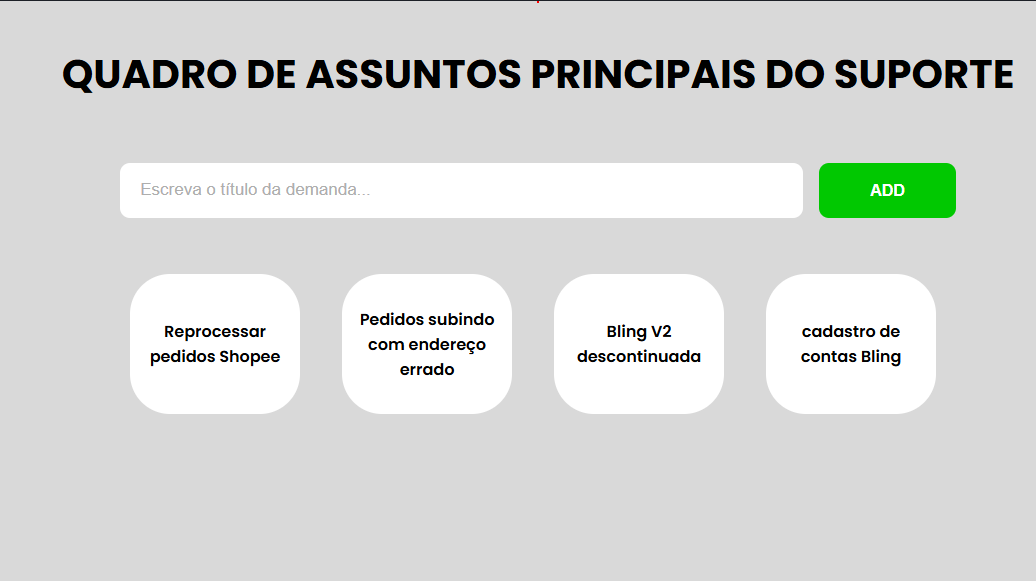 QUADRO DE ASSUNTOS PRINCIPAIS DO SUPORTE
Escreva o título da demanda...
ADD
Reprocessar
pedidos Shopee
Pedidos subindo
com endereço
errado
Bling V2
descontinuada
cadastro de
contas Bling